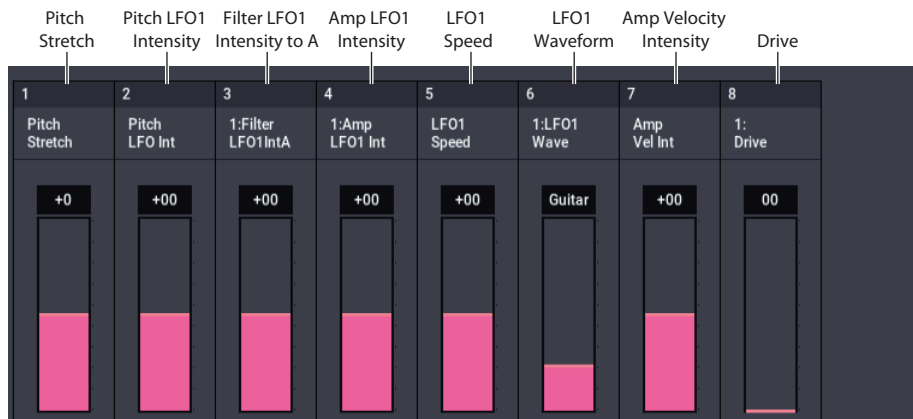 Pitch Stretch
Pitch LFO1 Intensity
Filter LFO1 Intensity to A
Amp LFO1 Intensity
LFO1 Speed
LFO1 Waveform
Amp Velocity Intensity
Drive
1 2 3 4 5 6 7 8
Pitch Stretch
Pitch LFO Int
1:Filter LFO1IntA
1:Amp LFO1 Int
LFO1 Speed
1:LFO1 Wave
Amp Vel Int
1: Drive
+0 +00 +00 +00 +00 Guitar +00 00